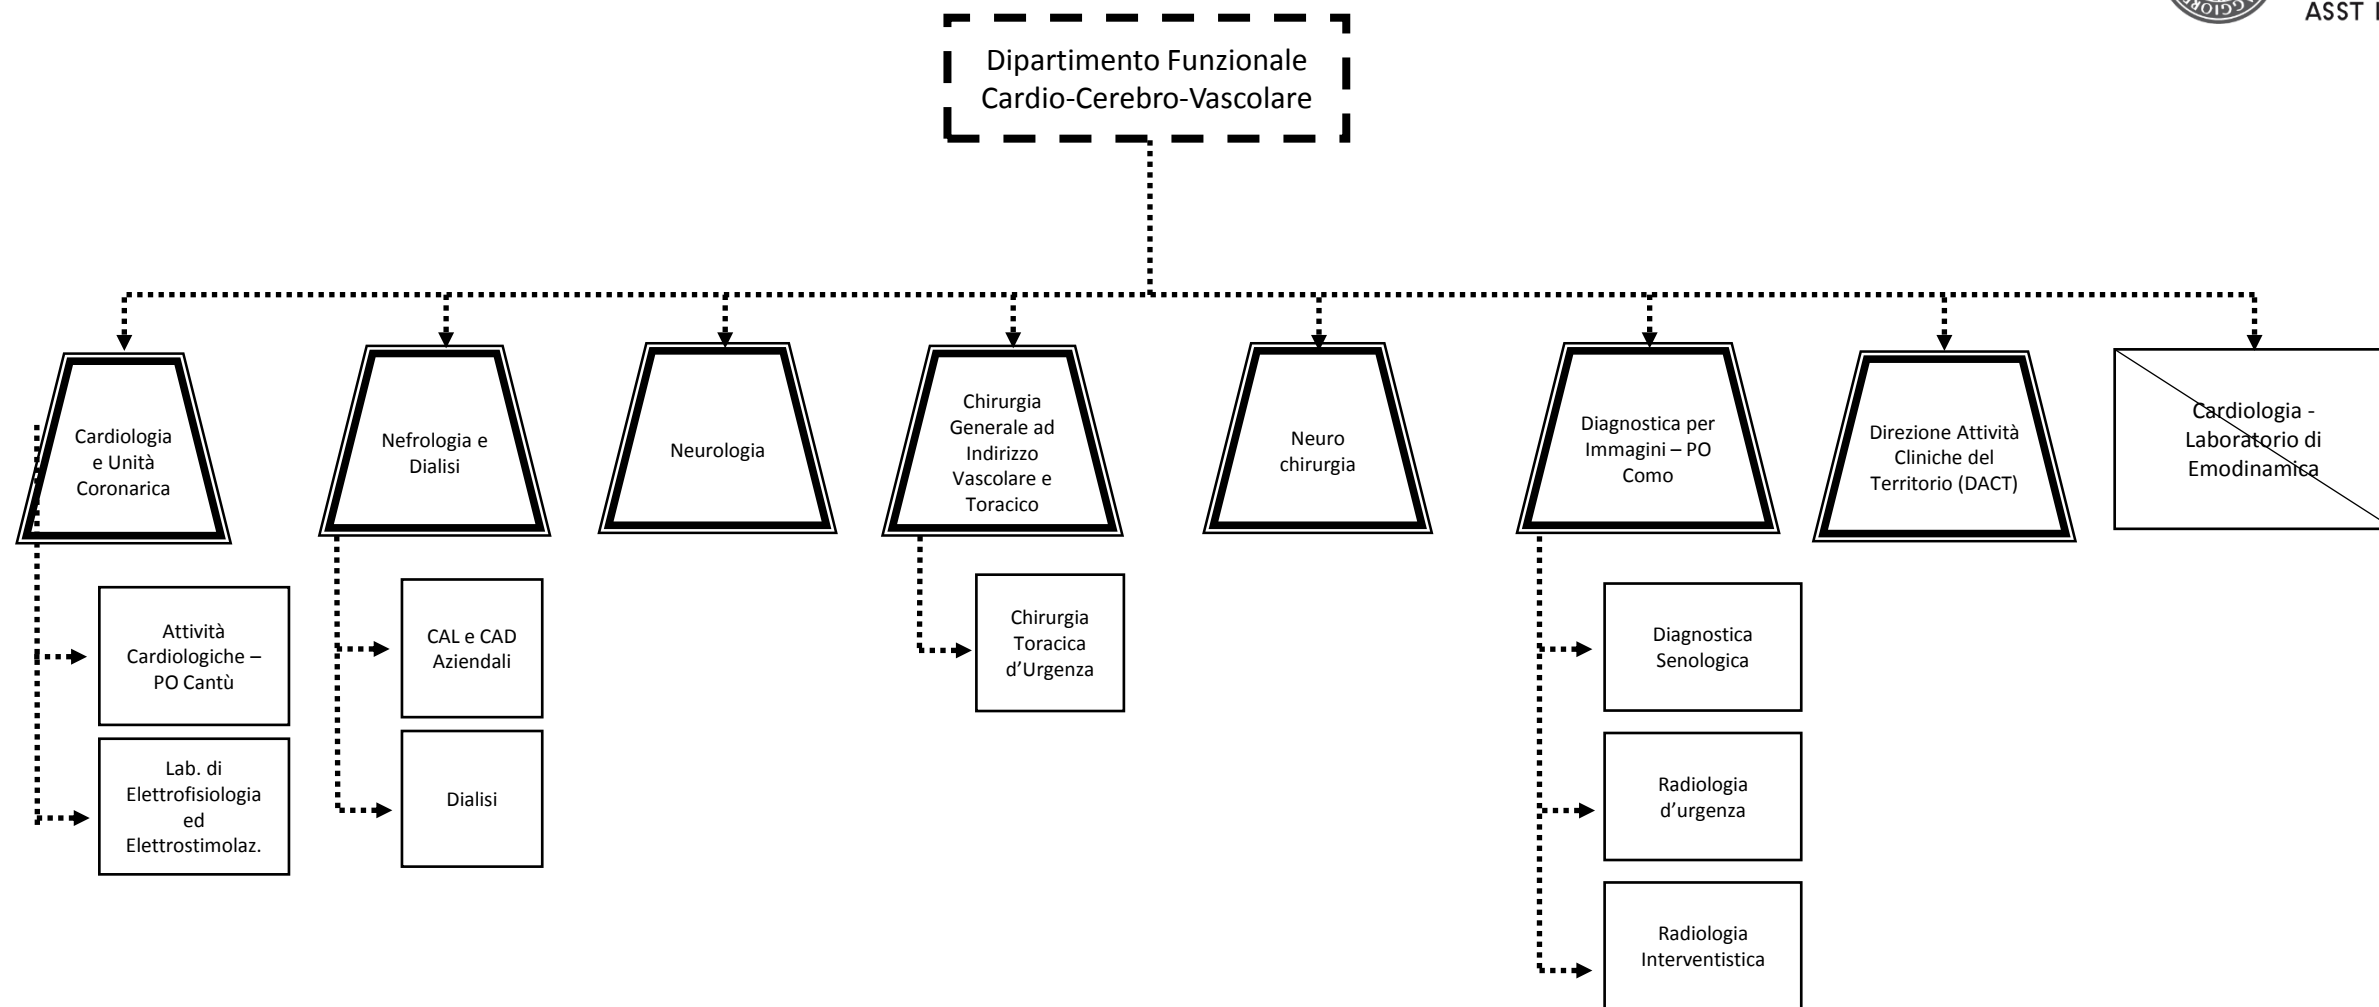 ASST
Dipartimento Funzionale
Cardio-Cerebro-Vascolare
Cardiologia
e Unità
Coronarica
Nefrologia e
Dialisi
Neurologia
Chirurgia
Generale ad
Indirizzo
Vascolare e
Toracico
Neuro
chirurgia
Diagnostica per
Immagini – PO
Como
Direzione Attività
Cliniche del
Territorio (DACT)
Cardiologia -
Laboratorio di
Emodinamica
Attività
Cardiologiche –
PO Cantù
Lab. di
Elettrofisiologia
ed
Elettrostimolaz.
CAL e CAD
Aziendali
Dialisi
Chirurgia
Toracica
d’Urgenza
Diagnostica
Senologica
Radiologia
d’urgenza
Radiologia
Interventistica